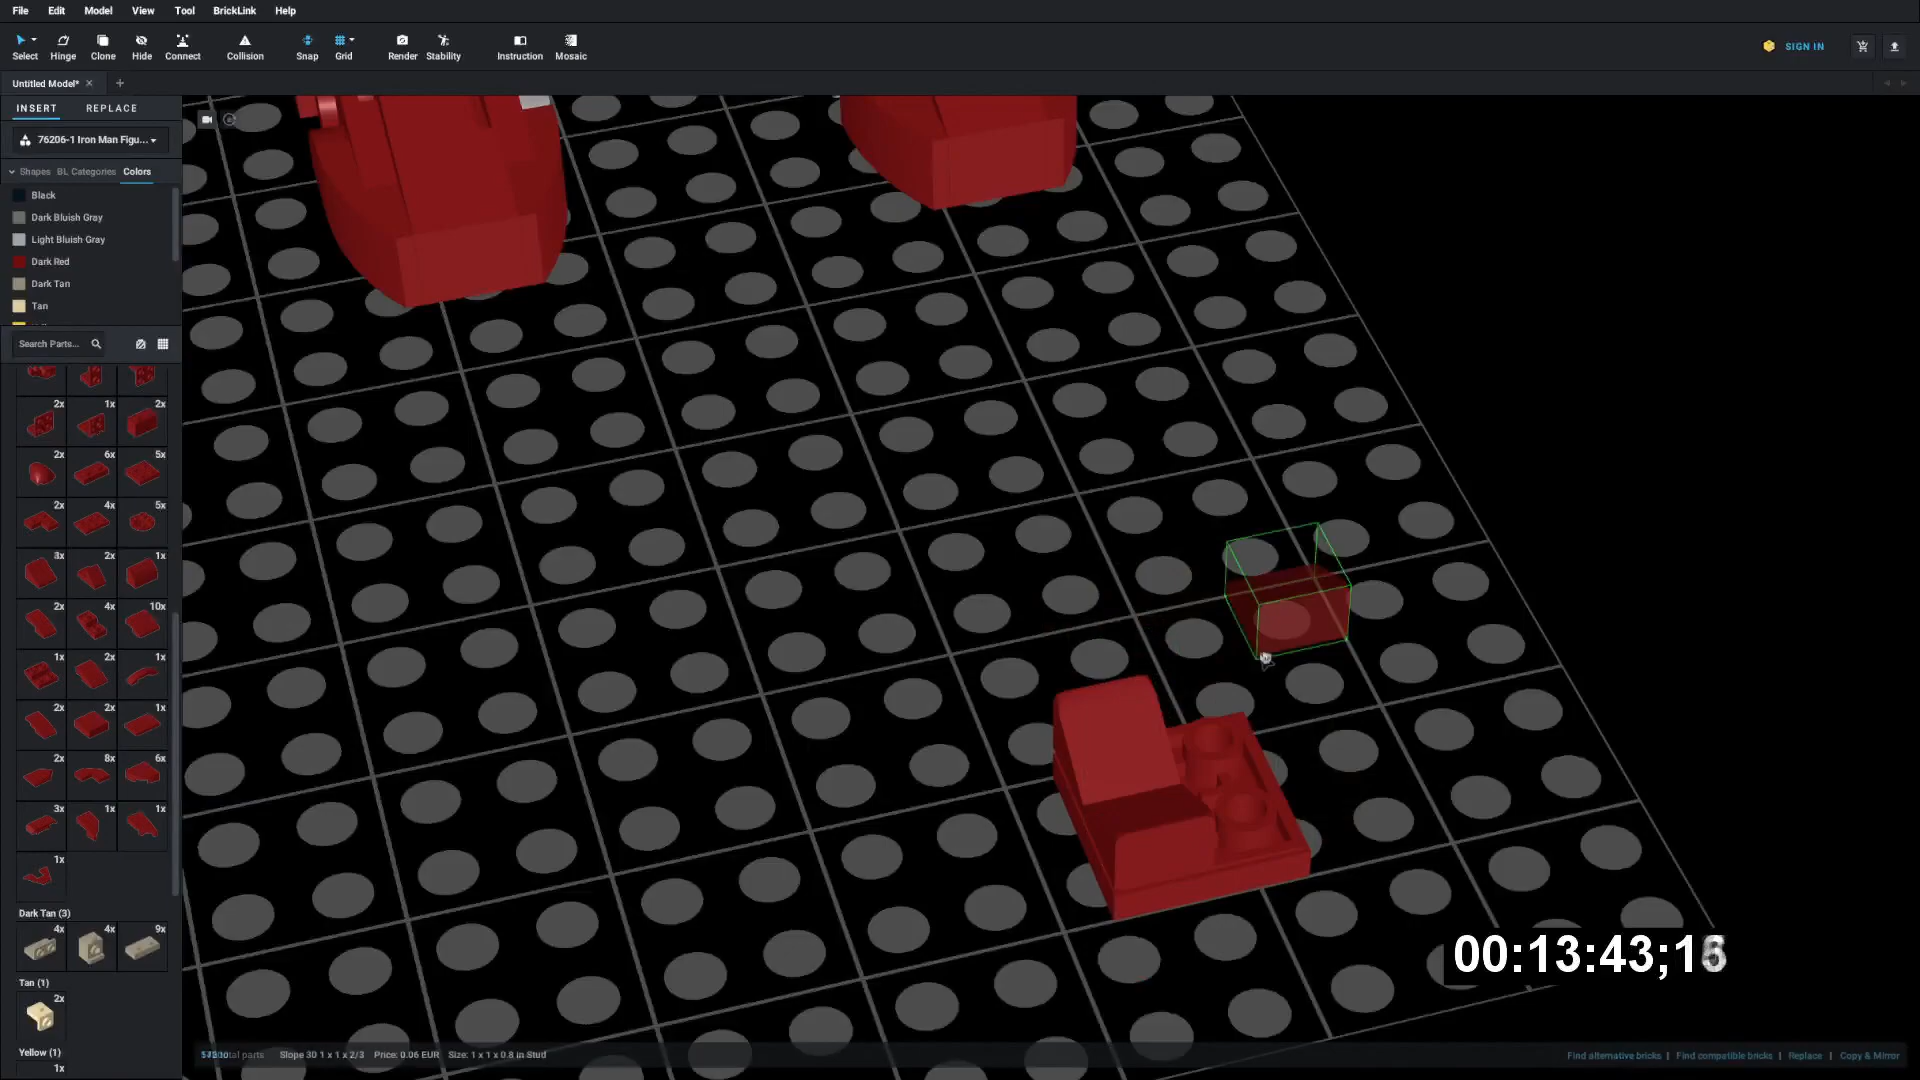 File Edit Model View Tool BrickLink Help
Select Hinge Clone Hide Connect Collision Snap Grid Render Stability Instruction Mosaic
SIGN IN
Untitled Model*
INSERT REPLACE
76206-1 Iron Man Figu...
Shapes BL Categories Colors
Black
Dark Bluish Gray
Light Bluish Gray
Dark Red
Dark Tan
Tan
Search Parts...
2x 1x 2x
2x 6x 5x
2x 4x 5x
2x 1x
2x 4x 10x
1x 2x 1x
2x 2x 1x
2x 8x 6x
3x 1x 1x
1x
Dark Tan (3)
4x 4x 9x
Tan (1)
2x
Yellow (1)
1x
00:13:43;1
total parts Slope 30 1 x 1 x 2/3 Price: 0.06 EUR Size: 1 x 1 x 0.8 in Stud
Find alternative bricks | Find compatible bricks | Replace | Copy & Mirror